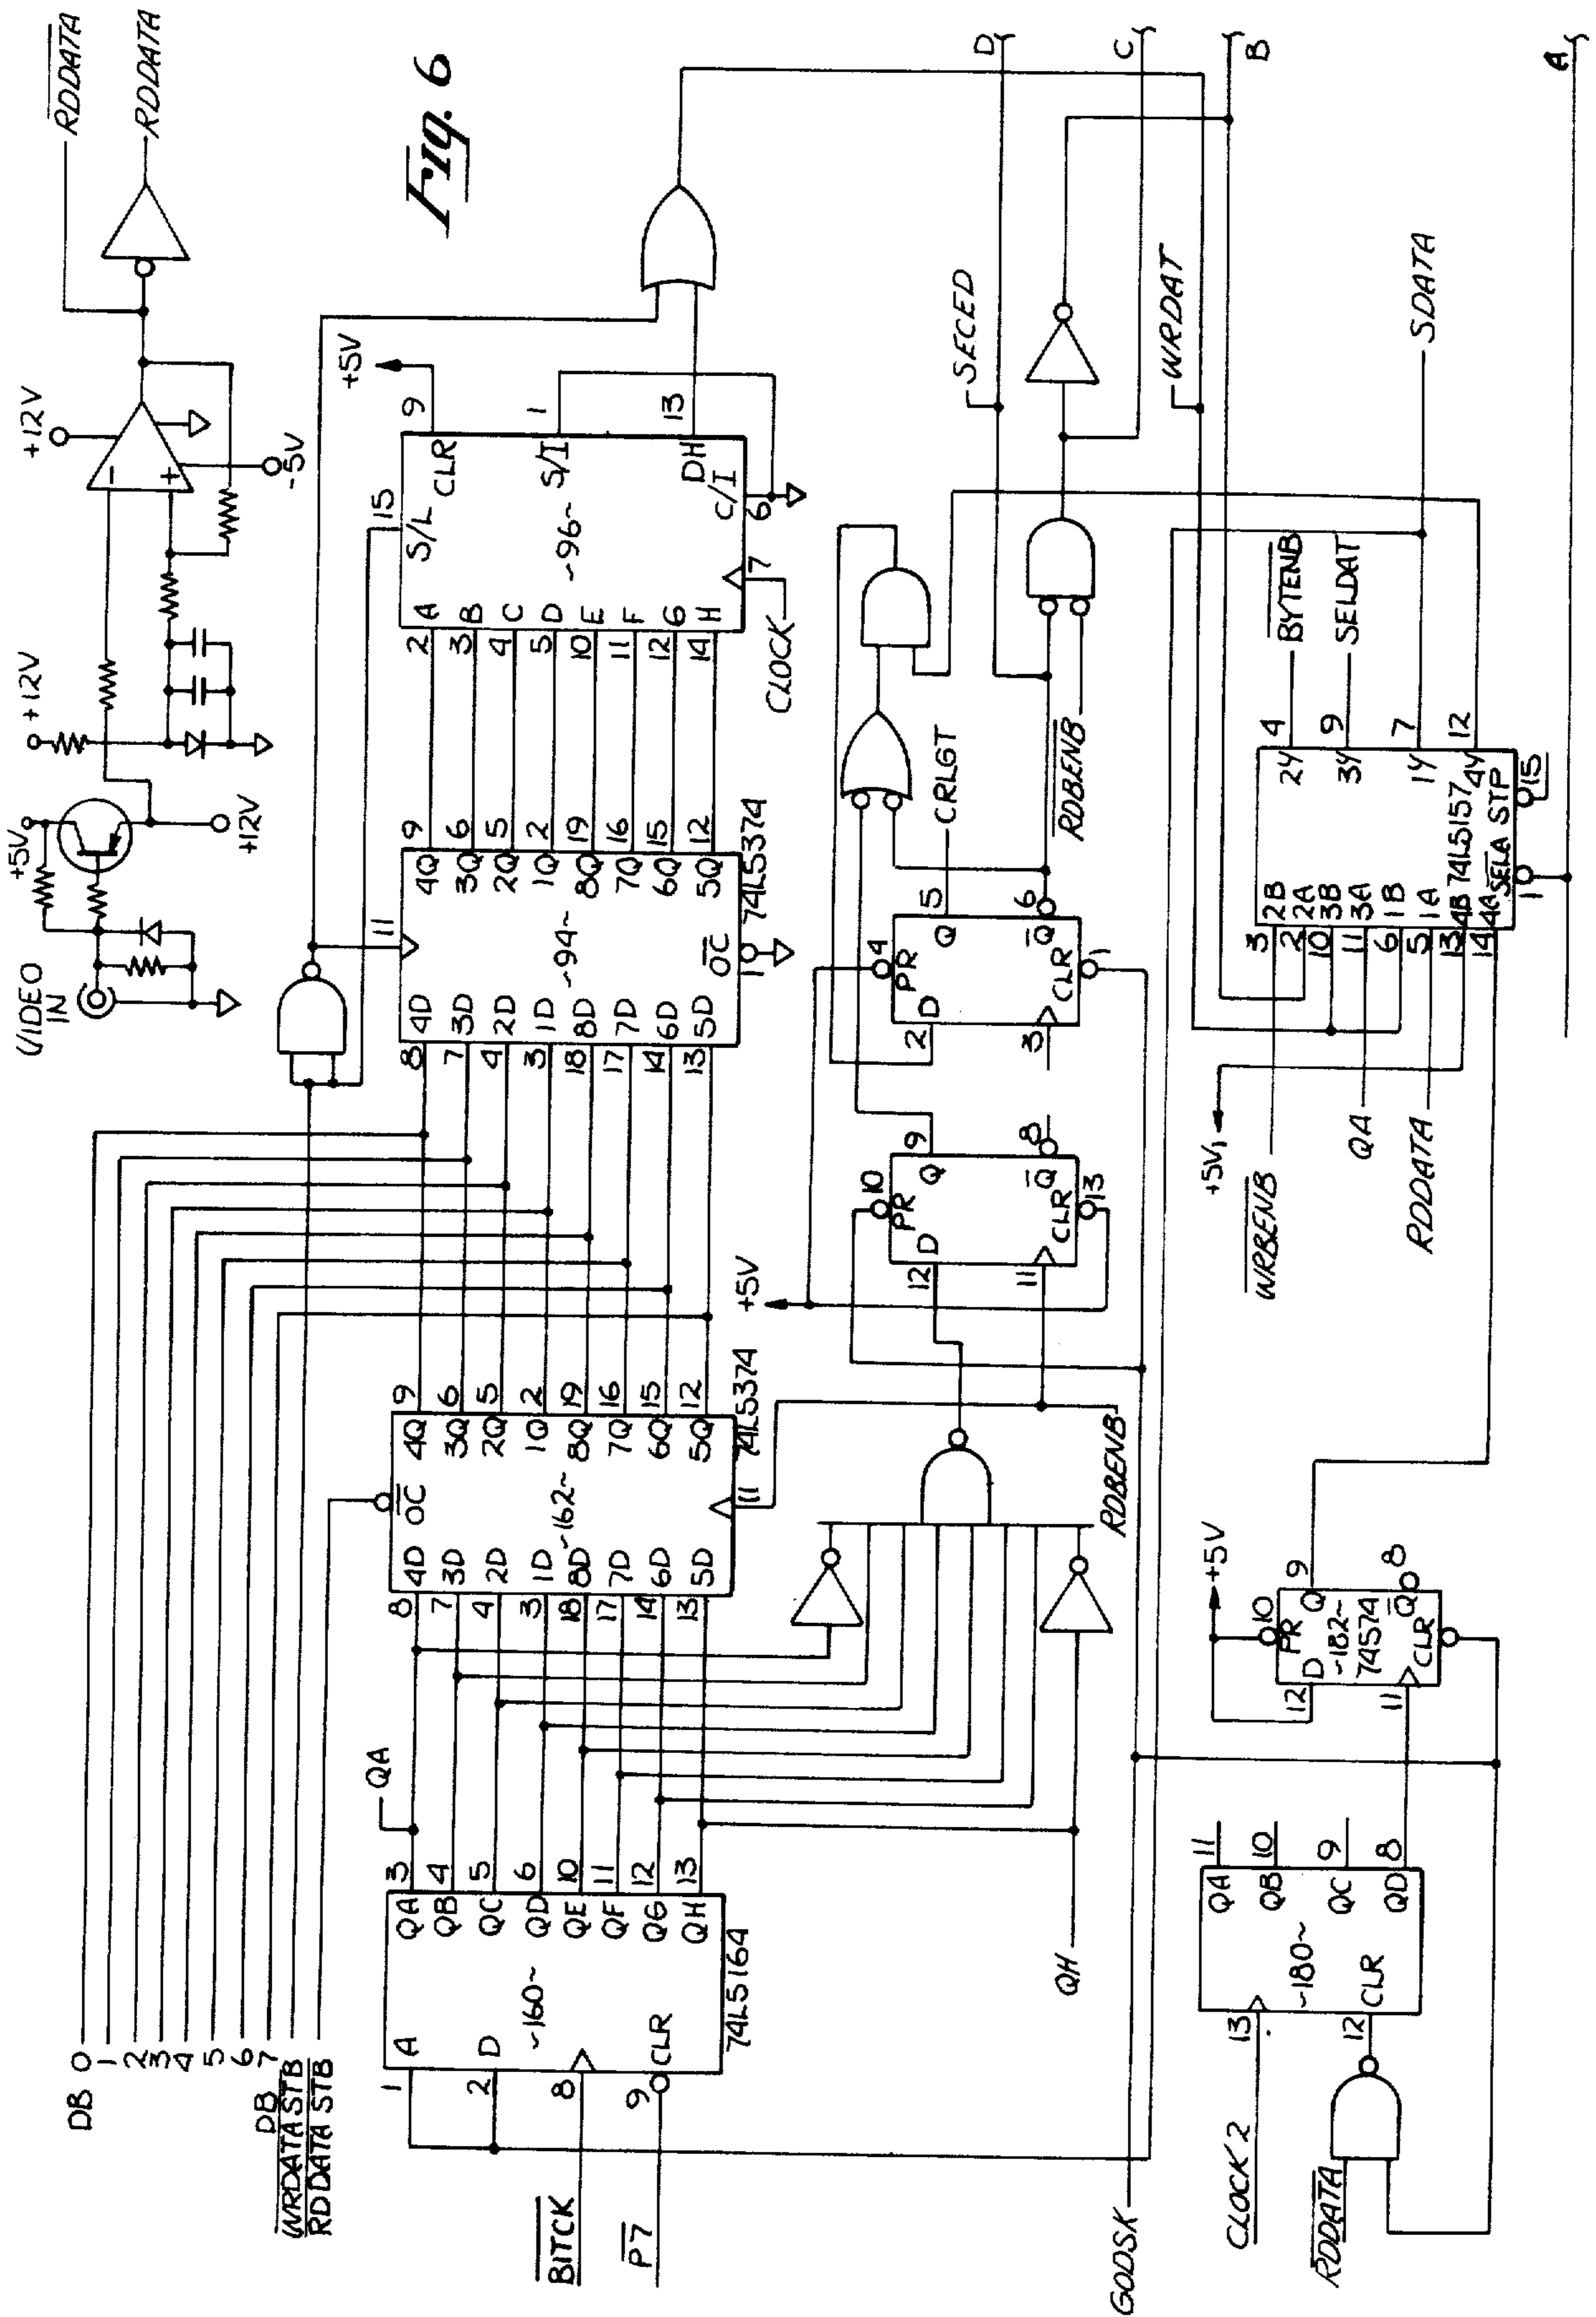 VIDEO
IN
+5V
+12V
+12V
+12V
-5V
-
+
RDDATA
RDDATA
Fig. 6
DB 0
1
2
3
4
5
6
DB 7
WRDATA STB
RDDATA STB
BITCK
P7
1 A
2 D
8
9 CLR
~160~
74LS164
QA 3
QB 4
QC 5
QD 6
QE 10
QF 11
QG 12
QH 13
QA
QH
8 4D
7 3D
4 2D
3 1D
18 8D
17 7D
14 6D
13 5D
OC
~162~
11
74LS374
4Q 9
3Q 6
2Q 5
1Q 2
8Q 19
7Q 16
6Q 15
5Q 12
RDBENB
8 4D
7 3D
4 2D
3 1D
18 8D
17 7D
14 6D
13 5D
11
~94~
OC
1
74LS374
4Q 9
3Q 6
2Q 5
1Q 2
8Q 19
7Q 16
6Q 15
5Q 12
2 A
3 B
4 C
5 D
10 E
11 F
12 G
14 H
15
S/L
CLR 9
+5V
~96~
S/I 1
DH 13
C/I
6
7
CLOCK
+5V
10
PR
12 D
Q 9
Q 8
11
CLR
13
4
PR
2 D
Q 5
Q 6
3
CLR
1
CRLGT
RDBENB
SECED
D
C
WRDAT
B
A
GODSK
CLOCK 2
RDDATA
13
12 CLR
~180~
QA 11
QB 10
QC 9
QD 8
+5V
10
PR
12 D
Q 9
~182~
74S74
Q 8
11
CLR
+5V1
WRBENB
QA
RDDATA
3 2B
2 2A
10 3B
11 3A
6 1B
5 1A
13 4B
14 4A
74LS157
SELA STP
1
15
2Y 4
3Y 9
1Y 7
4Y 12
BYTENB
SELDAT
SDATA